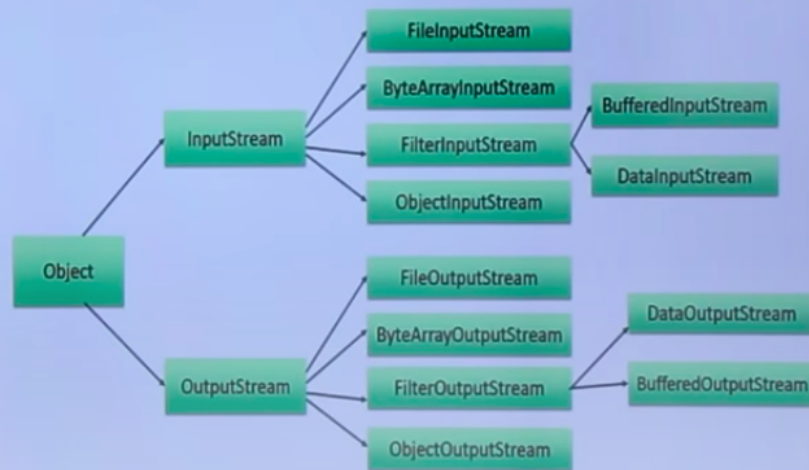 FileInputStream
ByteArrayInputStream
BufferedInputStream
InputStream
FilterInputStream
DataInputStream
ObjectInputStream
Object
FileOutputStream
DataOutputStream
ByteArrayOutputStream
OutputStream
FilterOutputStream
BufferedOutputStream
ObjectOutputStream